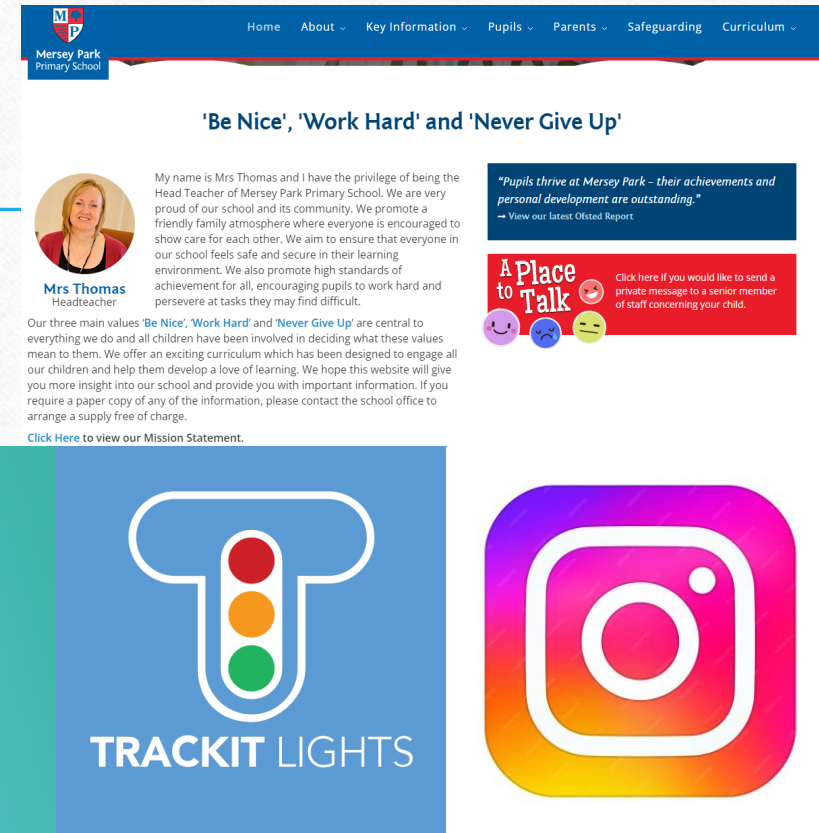 M P
Mersey Park
Primary School
Home About Key Information Pupils Parents Safeguarding Curriculum
'Be Nice', 'Work Hard' and 'Never Give Up'
My name is Mrs Thomas and I have the privilege of being the
Head Teacher of Mersey Park Primary School. We are very
proud of our school and its community. We promote a
friendly family atmosphere where everyone is encouraged to
show care for each other. We aim to ensure that everyone in
our school feels safe and secure in their learning
environment. We also promote high standards of
achievement for all, encouraging pupils to work hard and
persevere at tasks they may find difficult.
Mrs Thomas
Headteacher
Our three main values 'Be Nice', 'Work Hard' and 'Never Give Up' are central to
everything we do and all children have been involved in deciding what these values
mean to them. We offer an exciting curriculum which has been designed to engage all
our children and help them develop a love of learning. We hope this website will give
you more insight into our school and provide you with important information. If you
require a paper copy of any of the information, please contact the school office to
arrange a supply free of charge.
Click Here to view our Mission Statement.
“Pupils thrive at Mersey Park – their achievements and
personal development are outstanding.”
→ View our latest Ofsted Report
A Place
to Talk
Click here if you would like to send a
private message to a senior member
of staff concerning your child.
TRACKIT LIGHTS